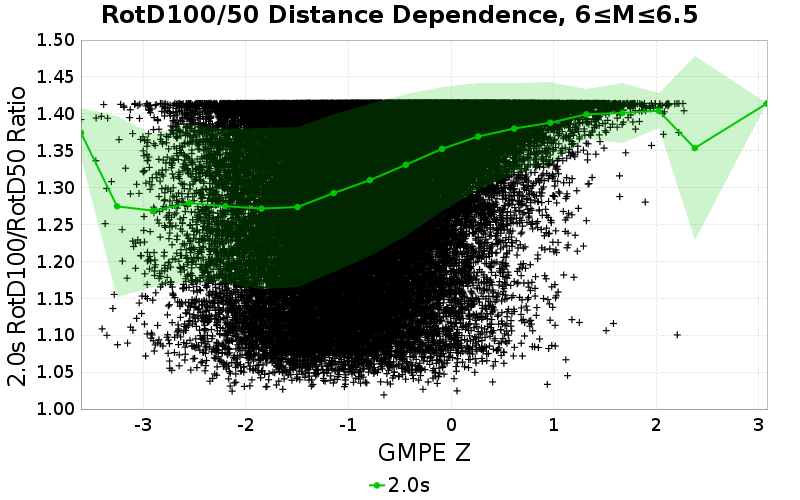 RotD100/50 Distance Dependence, 6≤M≤6.5
2.0s RotD100/RotD50 Ratio
1.50
1.45
1.40
1.35
1.30
1.25
1.20
1.15
1.10
1.05
1.00
-3 -2 -1 0 1 2 3
GMPE Z
2.0s